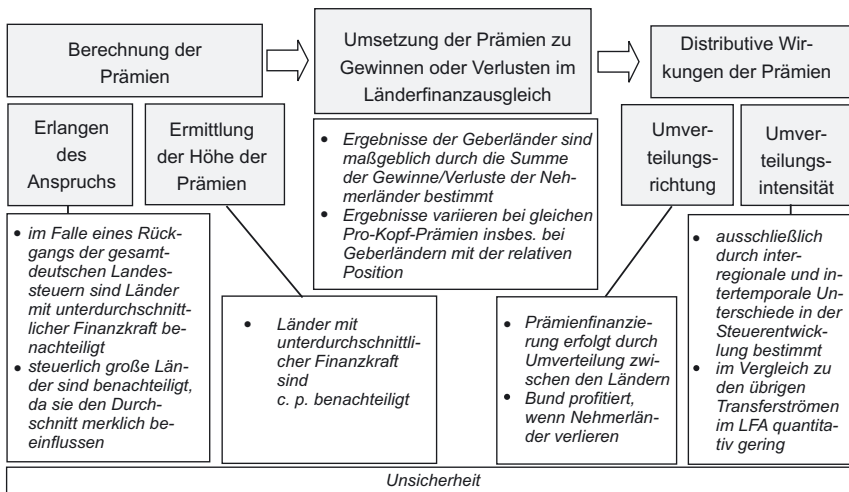 Berechnung der
Prämien
Umsetzung der Prämien zu
Gewinnen oder Verlusten im
Länderfinanzausgleich
Distributive Wir-
kungen der Prämien
Erlangen
des
Anspruchs
Ermittlung
der Höhe der
Prämien
• Ergebnisse der Geberländer sind
maßgeblich durch die Summe
der Gewinne/Verluste der Neh-
merländer bestimmt
• Ergebnisse variieren bei gleichen
Pro-Kopf-Prämien insbes. bei
Geberländern mit der relativen
Position
Umver-
teilungs-
richtung
Umver-
teilungs-
intensität
• im Falle eines Rück-
gangs der gesamt-
deutschen Landes-
steuern sind Länder
mit unterdurchschnitt-
licher Finanzkraft be-
nachteiligt
• steuerlich große Län-
der sind benachteiligt,
da sie den Durch-
schnitt merklich be-
einflussen
• Länder mit
unterdurchschnittli-
cher Finanzkraft
sind
c. p. benachteiligt
• Prämienfinanzie-
rung erfolgt durch
Umverteilung zwi-
schen den Ländern
• Bund profitiert,
wenn Nehmerlän-
der verlieren
• ausschließlich
durch inter-
regionale und in-
tertemporale Un-
terschiede in der
Steuerentwick-
lung bestimmt
• im Vergleich zu
den übrigen
Transferströmen
im LFA quantita-
tiv gering
Unsicherheit